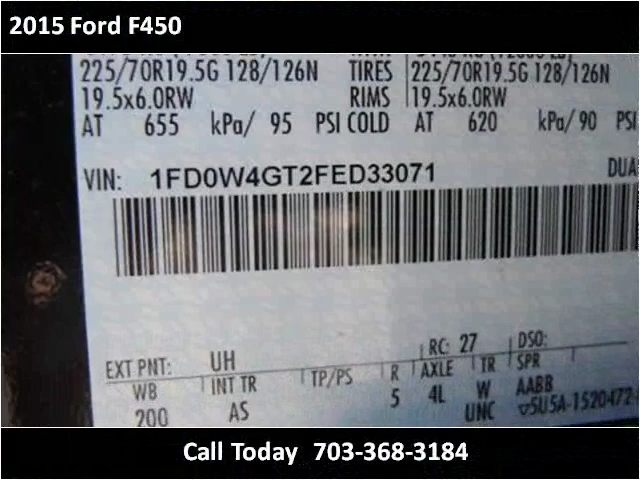 2015 Ford F450
225/70R19.5G 128/126N TIRES 225/70R19.5G 128/126N
19.5x6.0RW RIMS 19.5x6.0RW
AT 655 kPa/ 95 PSI COLD AT 620 kPa/ 90 PSI
VIN: 1FD0W4GT2FED33071 DUA
EXT PNT: UH RC: 27 DSO:
WB INT TR TP/PS R AXLE TR SPR
200 AS 5 4L W AABB
UNC ▽5U5A-1520472-
Call Today 703-368-3184